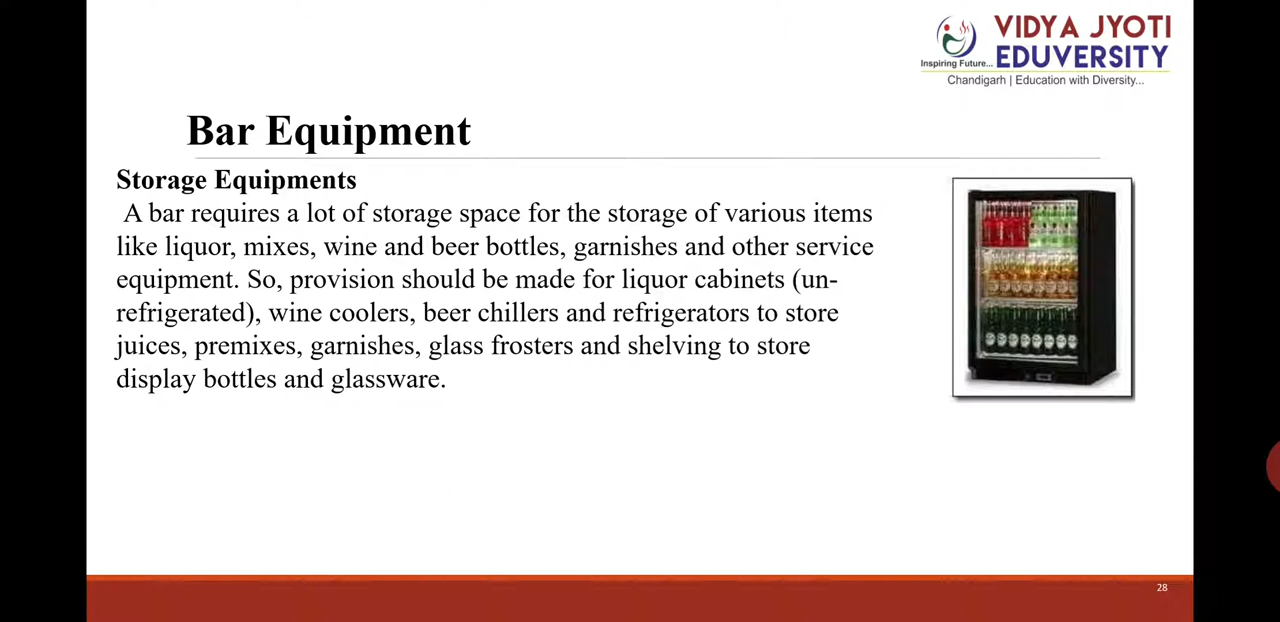 VIDYA JYOTI
EDUVERSITY
Inspiring Future...
Chandigarh | Education with Diversity...
Bar Equipment
Storage Equipments
A bar requires a lot of storage space for the storage of various items
like liquor, mixes, wine and beer bottles, garnishes and other service
equipment. So, provision should be made for liquor cabinets (un-
refrigerated), wine coolers, beer chillers and refrigerators to store
juices, premixes, garnishes, glass frosters and shelving to store
display bottles and glassware.
28